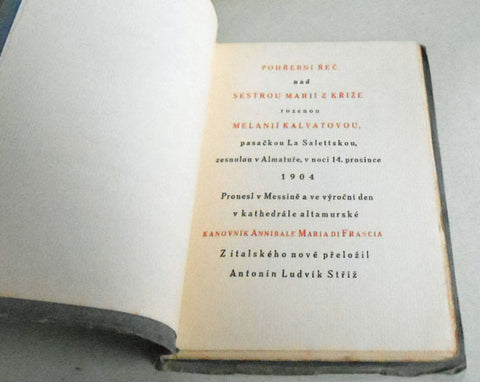 POHŘEBNÍ ŘEČ
nad
SESTROU MARIÍ Z KŘÍŽE
rozenou
MELANIÍ KALVATOVOU,
pasačkou La Salettskou,
zesnulou v Almatuře, v noci 14. prosince
1904
Pronesl v Messině a ve výroční den
v kathedrále altamurské
KANOVNÍK ANNIBALE MARIA DI FRANCIA
Z italského nově přeložil
Antonín Ludvík Stříž